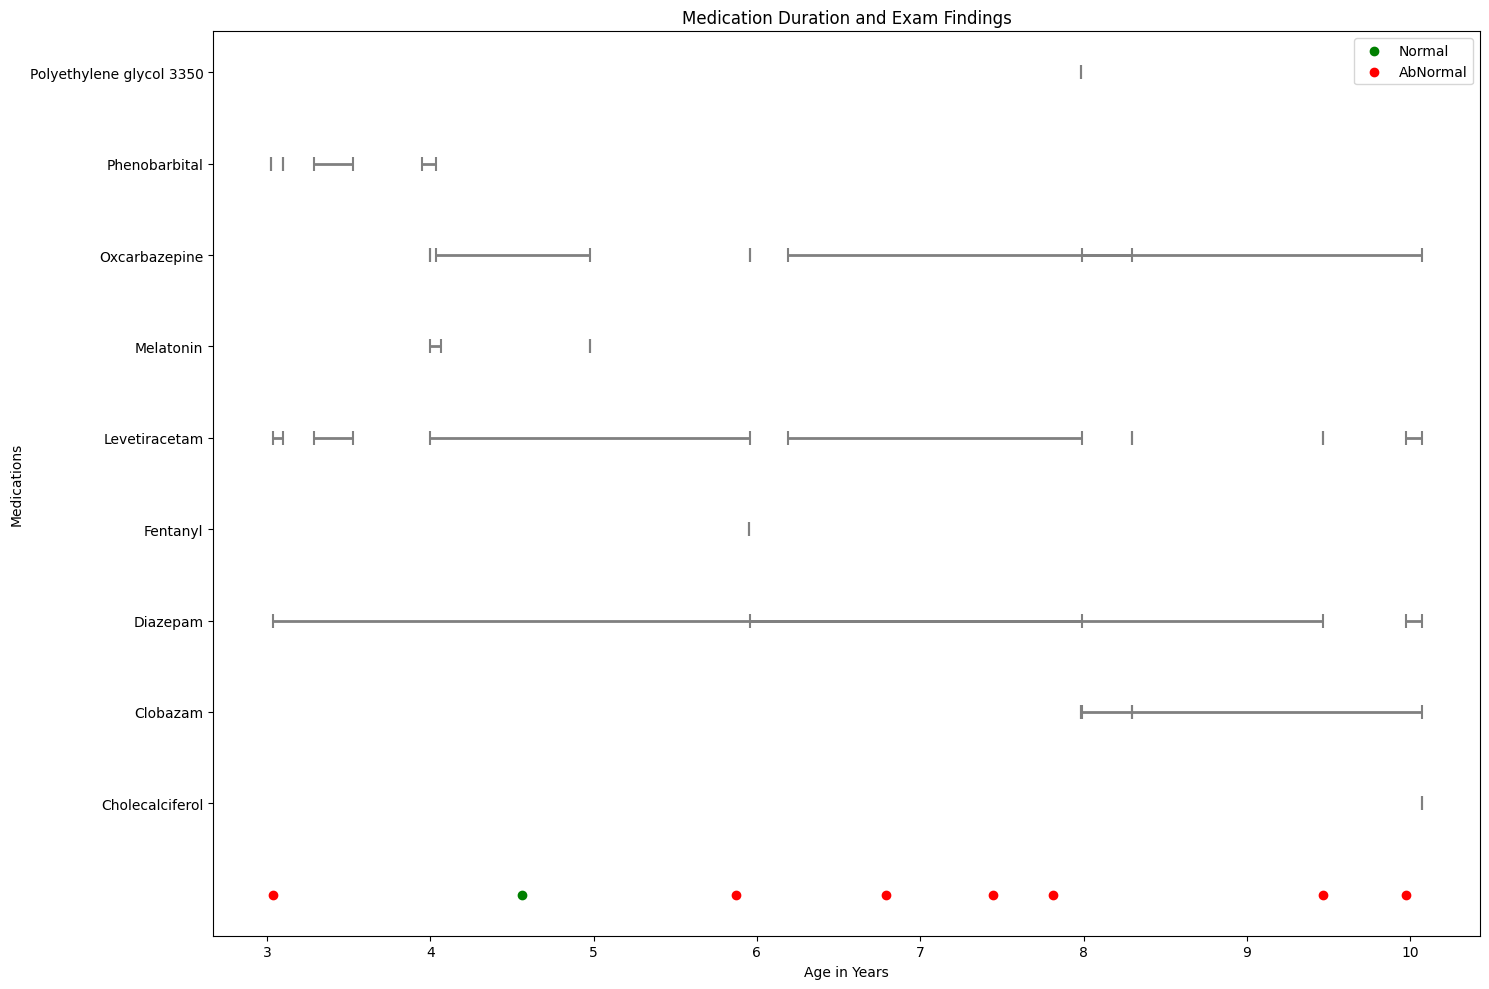 Medication Duration and Exam Findings
Normal
AbNormal
Polyethylene glycol 3350
Phenobarbital
Oxcarbazepine
Melatonin
Levetiracetam
Fentanyl
Diazepam
Clobazam
Cholecalciferol
Medications
3 4 5 6 7 8 9 10
Age in Years